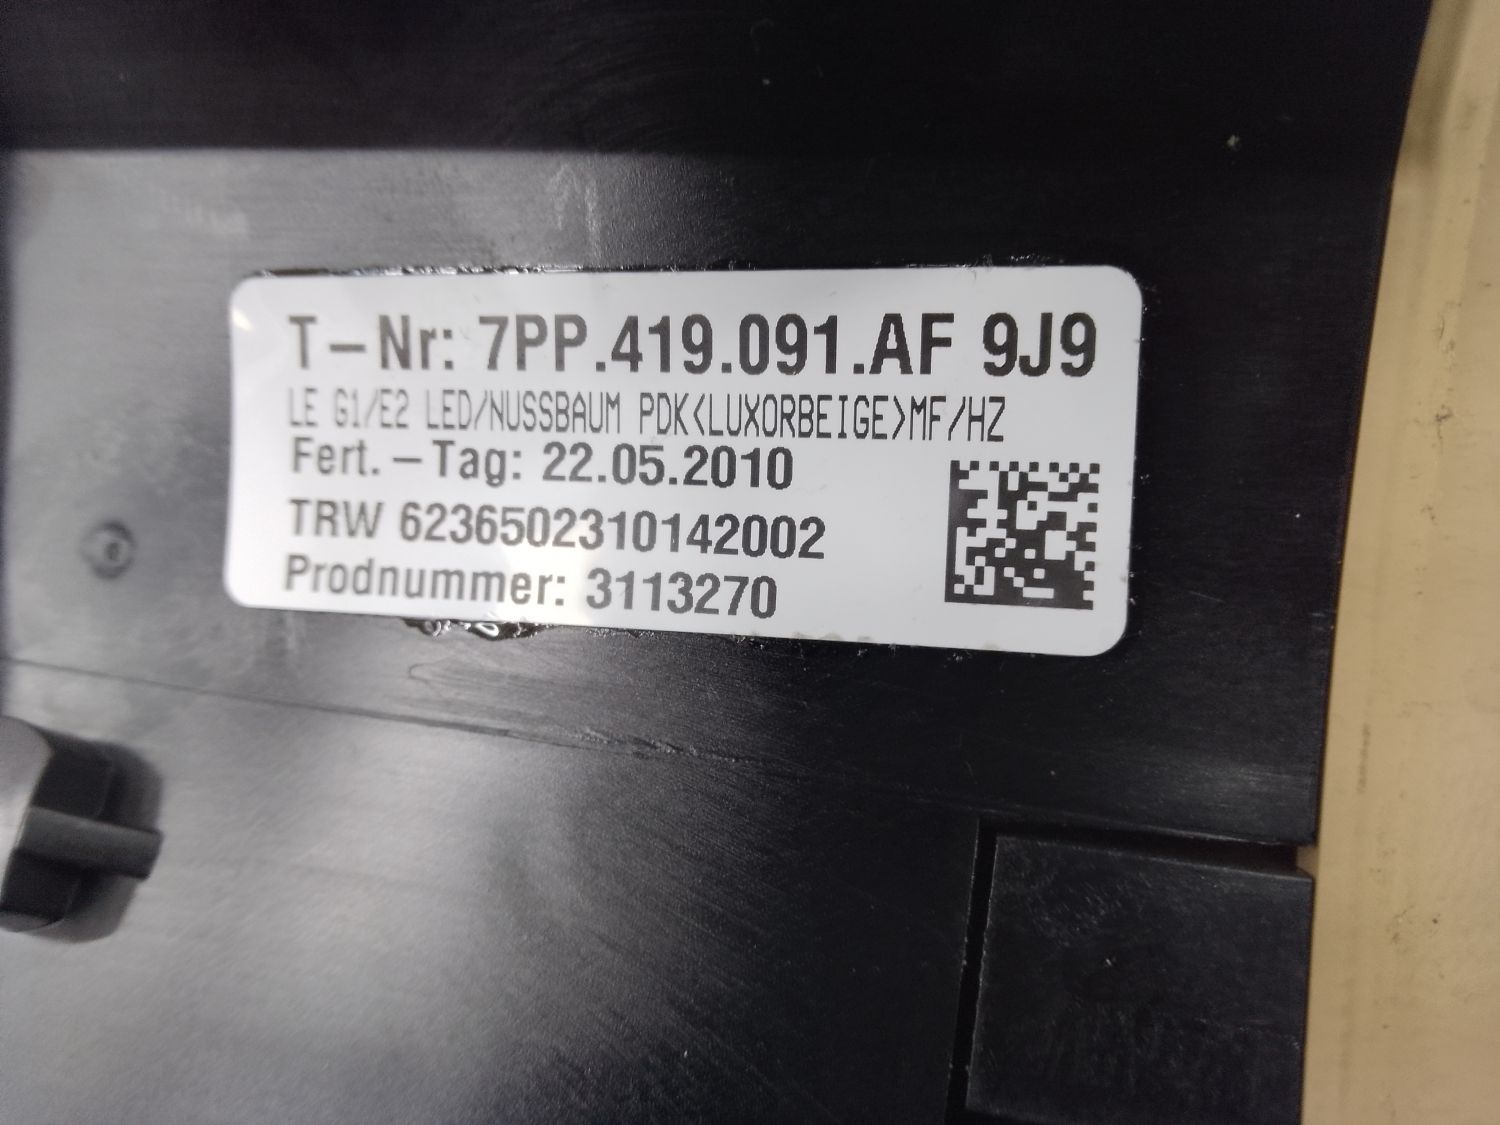 T-Nr: 7PP.419.091.AF 9J9
LE G1/E2 LED/NUSSBAUM PDK<LUXORBEIGE>MF/HZ
Fert.-Tag: 22.05.2010
TRW 6236502310142002
Prodnummer: 3113270